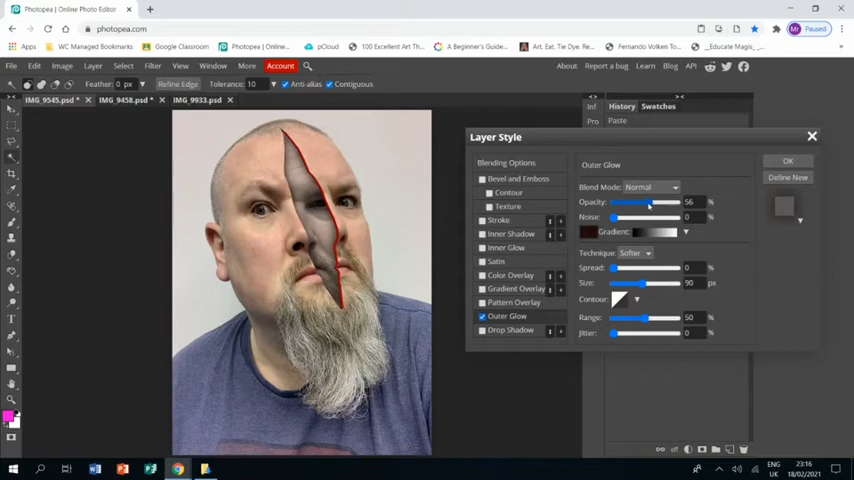 Photopea | Online Photo Editor
photopea.com
Paused
Apps WC Managed Bookmarks Google Classroom Photopea | Online... pCloud 100 Excellent Art Th... A Beginner's Guide... Art. Eat. Tie Dye. Re... Fernando Volken To... _Educate Magis_...
File Edit Image Layer Select Filter View Window More Account About Report a bug Learn Blog API
Feather: 0 px Refine Edge Tolerance: 10 Anti-alias Contiguous
IMG_9545.psd * IMG_9458.psd * IMG_9933.psd
Inf History Swatches
Pro Paste
Layer Style
Blending Options
Bevel and Emboss
Contour
Texture
Stroke
Inner Shadow
Inner Glow
Satin
Color Overlay
Gradient Overlay
Pattern Overlay
Outer Glow
Drop Shadow
Outer Glow
Blend Mode: Normal
Opacity: 56 %
Noise: 0 %
Gradient:
Technique: Softer
Spread: 0 %
Size: 90 px
Contour:
Range: 50 %
Jitter: 0 %
OK
Define New
ENG 23:16
UK 18/02/2021